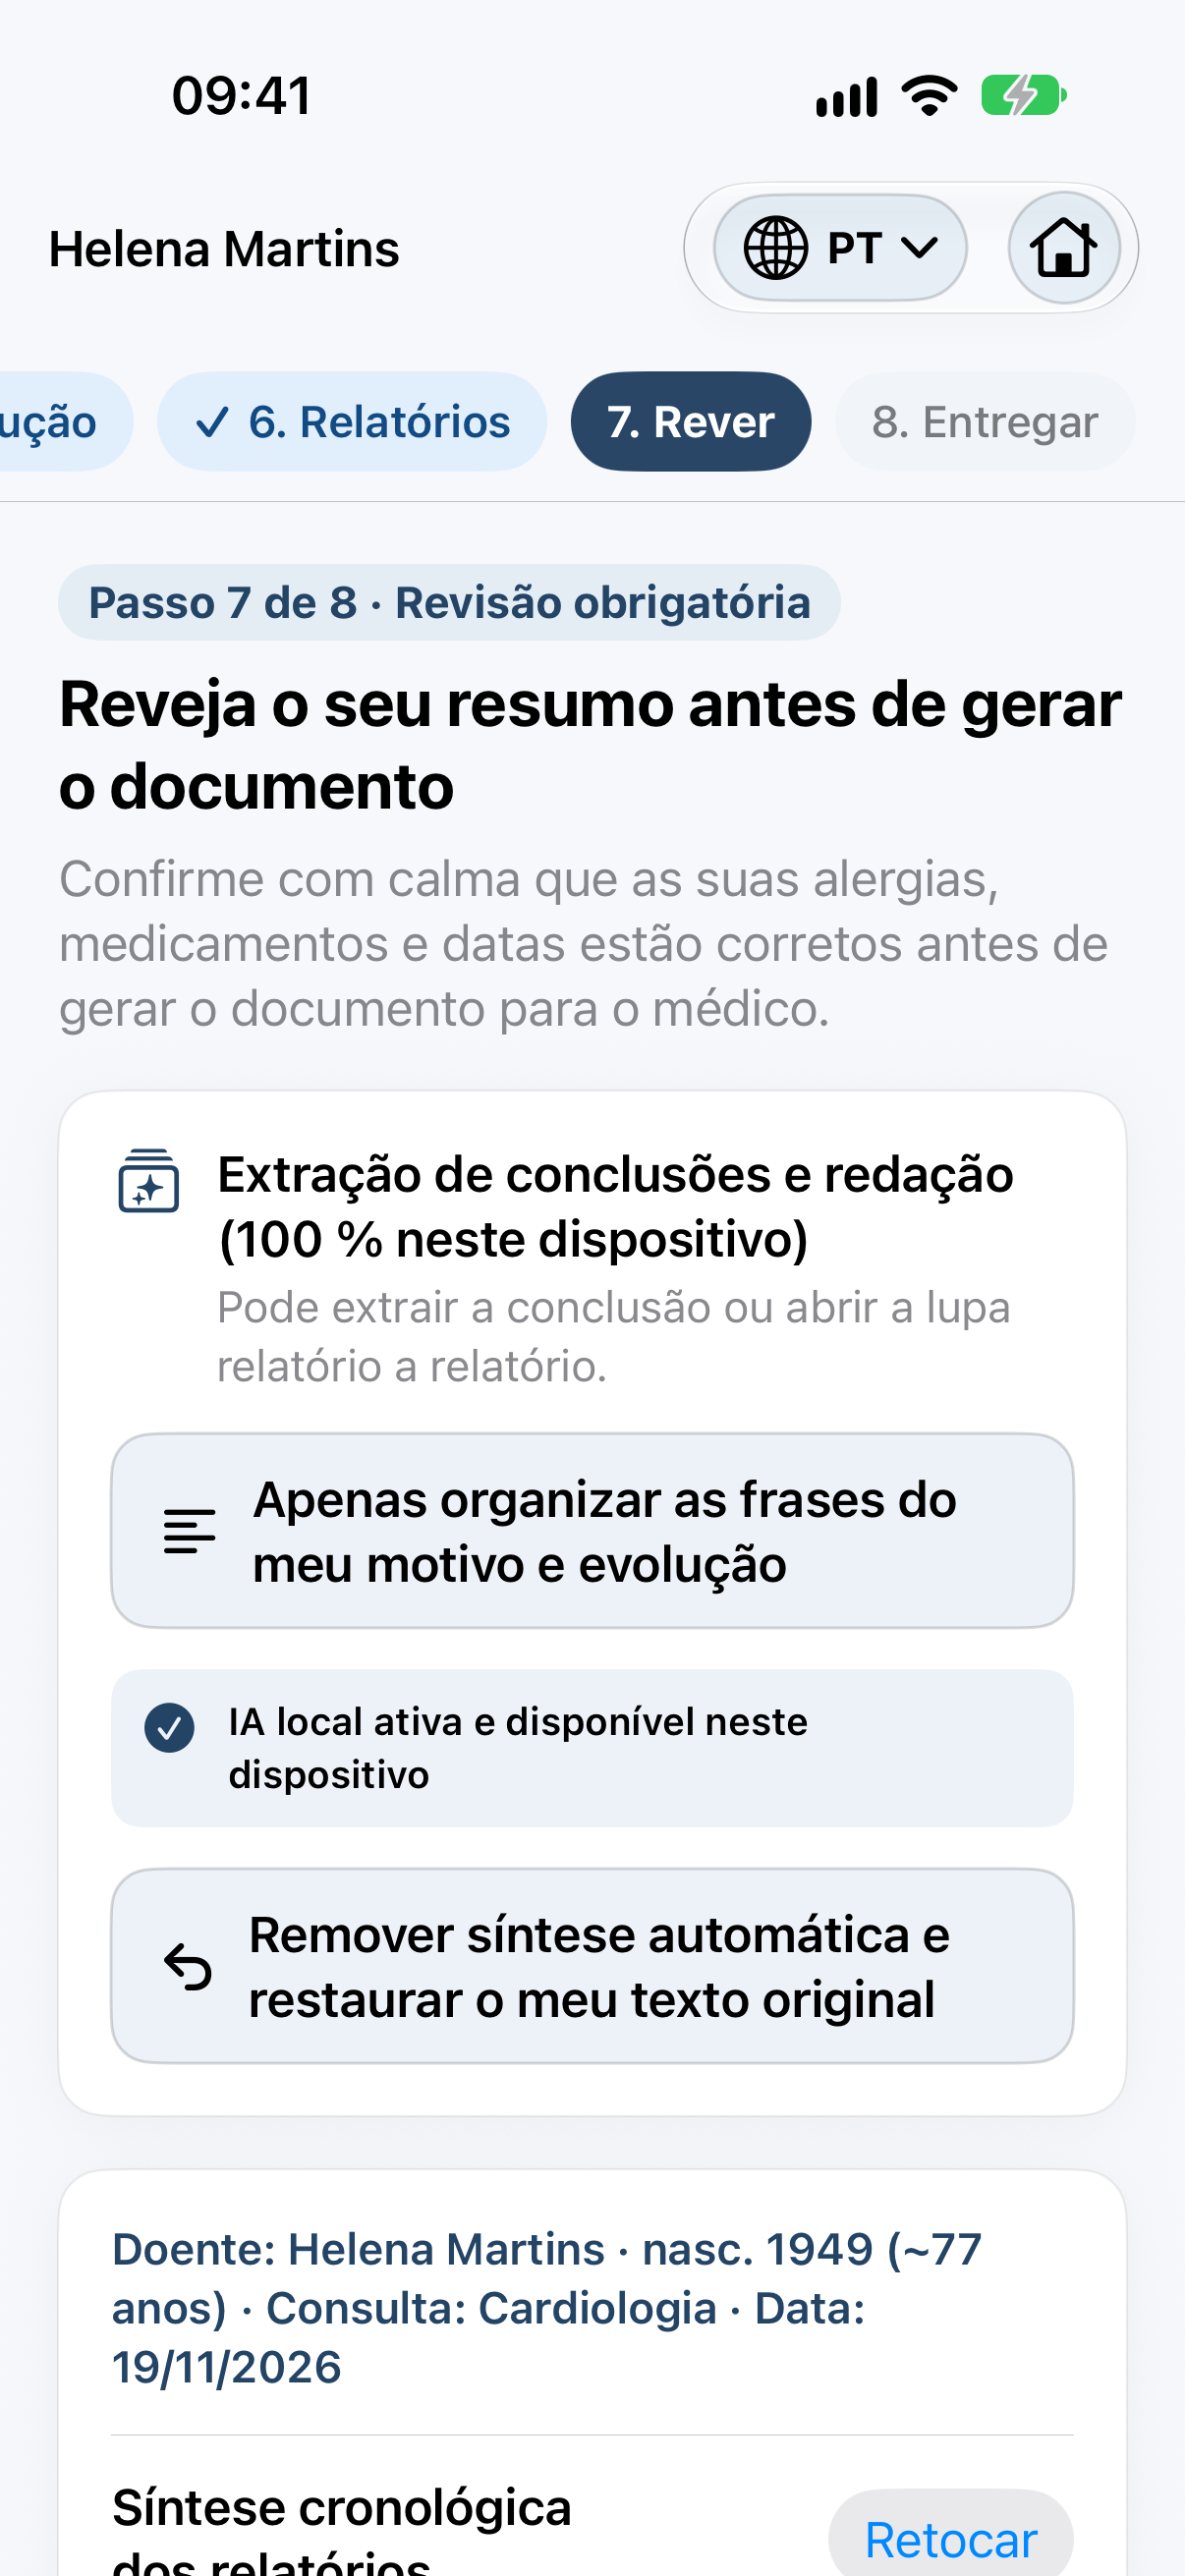 09:41
Helena Martins
PT
ução
✓ 6. Relatórios
7. Rever
8. Entregar
Passo 7 de 8 · Revisão obrigatória
Reveja o seu resumo antes de gerar
o documento
Confirme com calma que as suas alergias,
medicamentos e datas estão corretos antes de
gerar o documento para o médico.
Extração de conclusões e redação
(100 % neste dispositivo)
Pode extrair a conclusão ou abrir a lupa
relatório a relatório.
Apenas organizar as frases do
meu motivo e evolução
IA local ativa e disponível neste
dispositivo
Remover síntese automática e
restaurar o meu texto original
Doente: Helena Martins · nasc. 1949 (~77
anos) · Consulta: Cardiologia · Data:
19/11/2026
Síntese cronológica
dos relatórios
Retocar